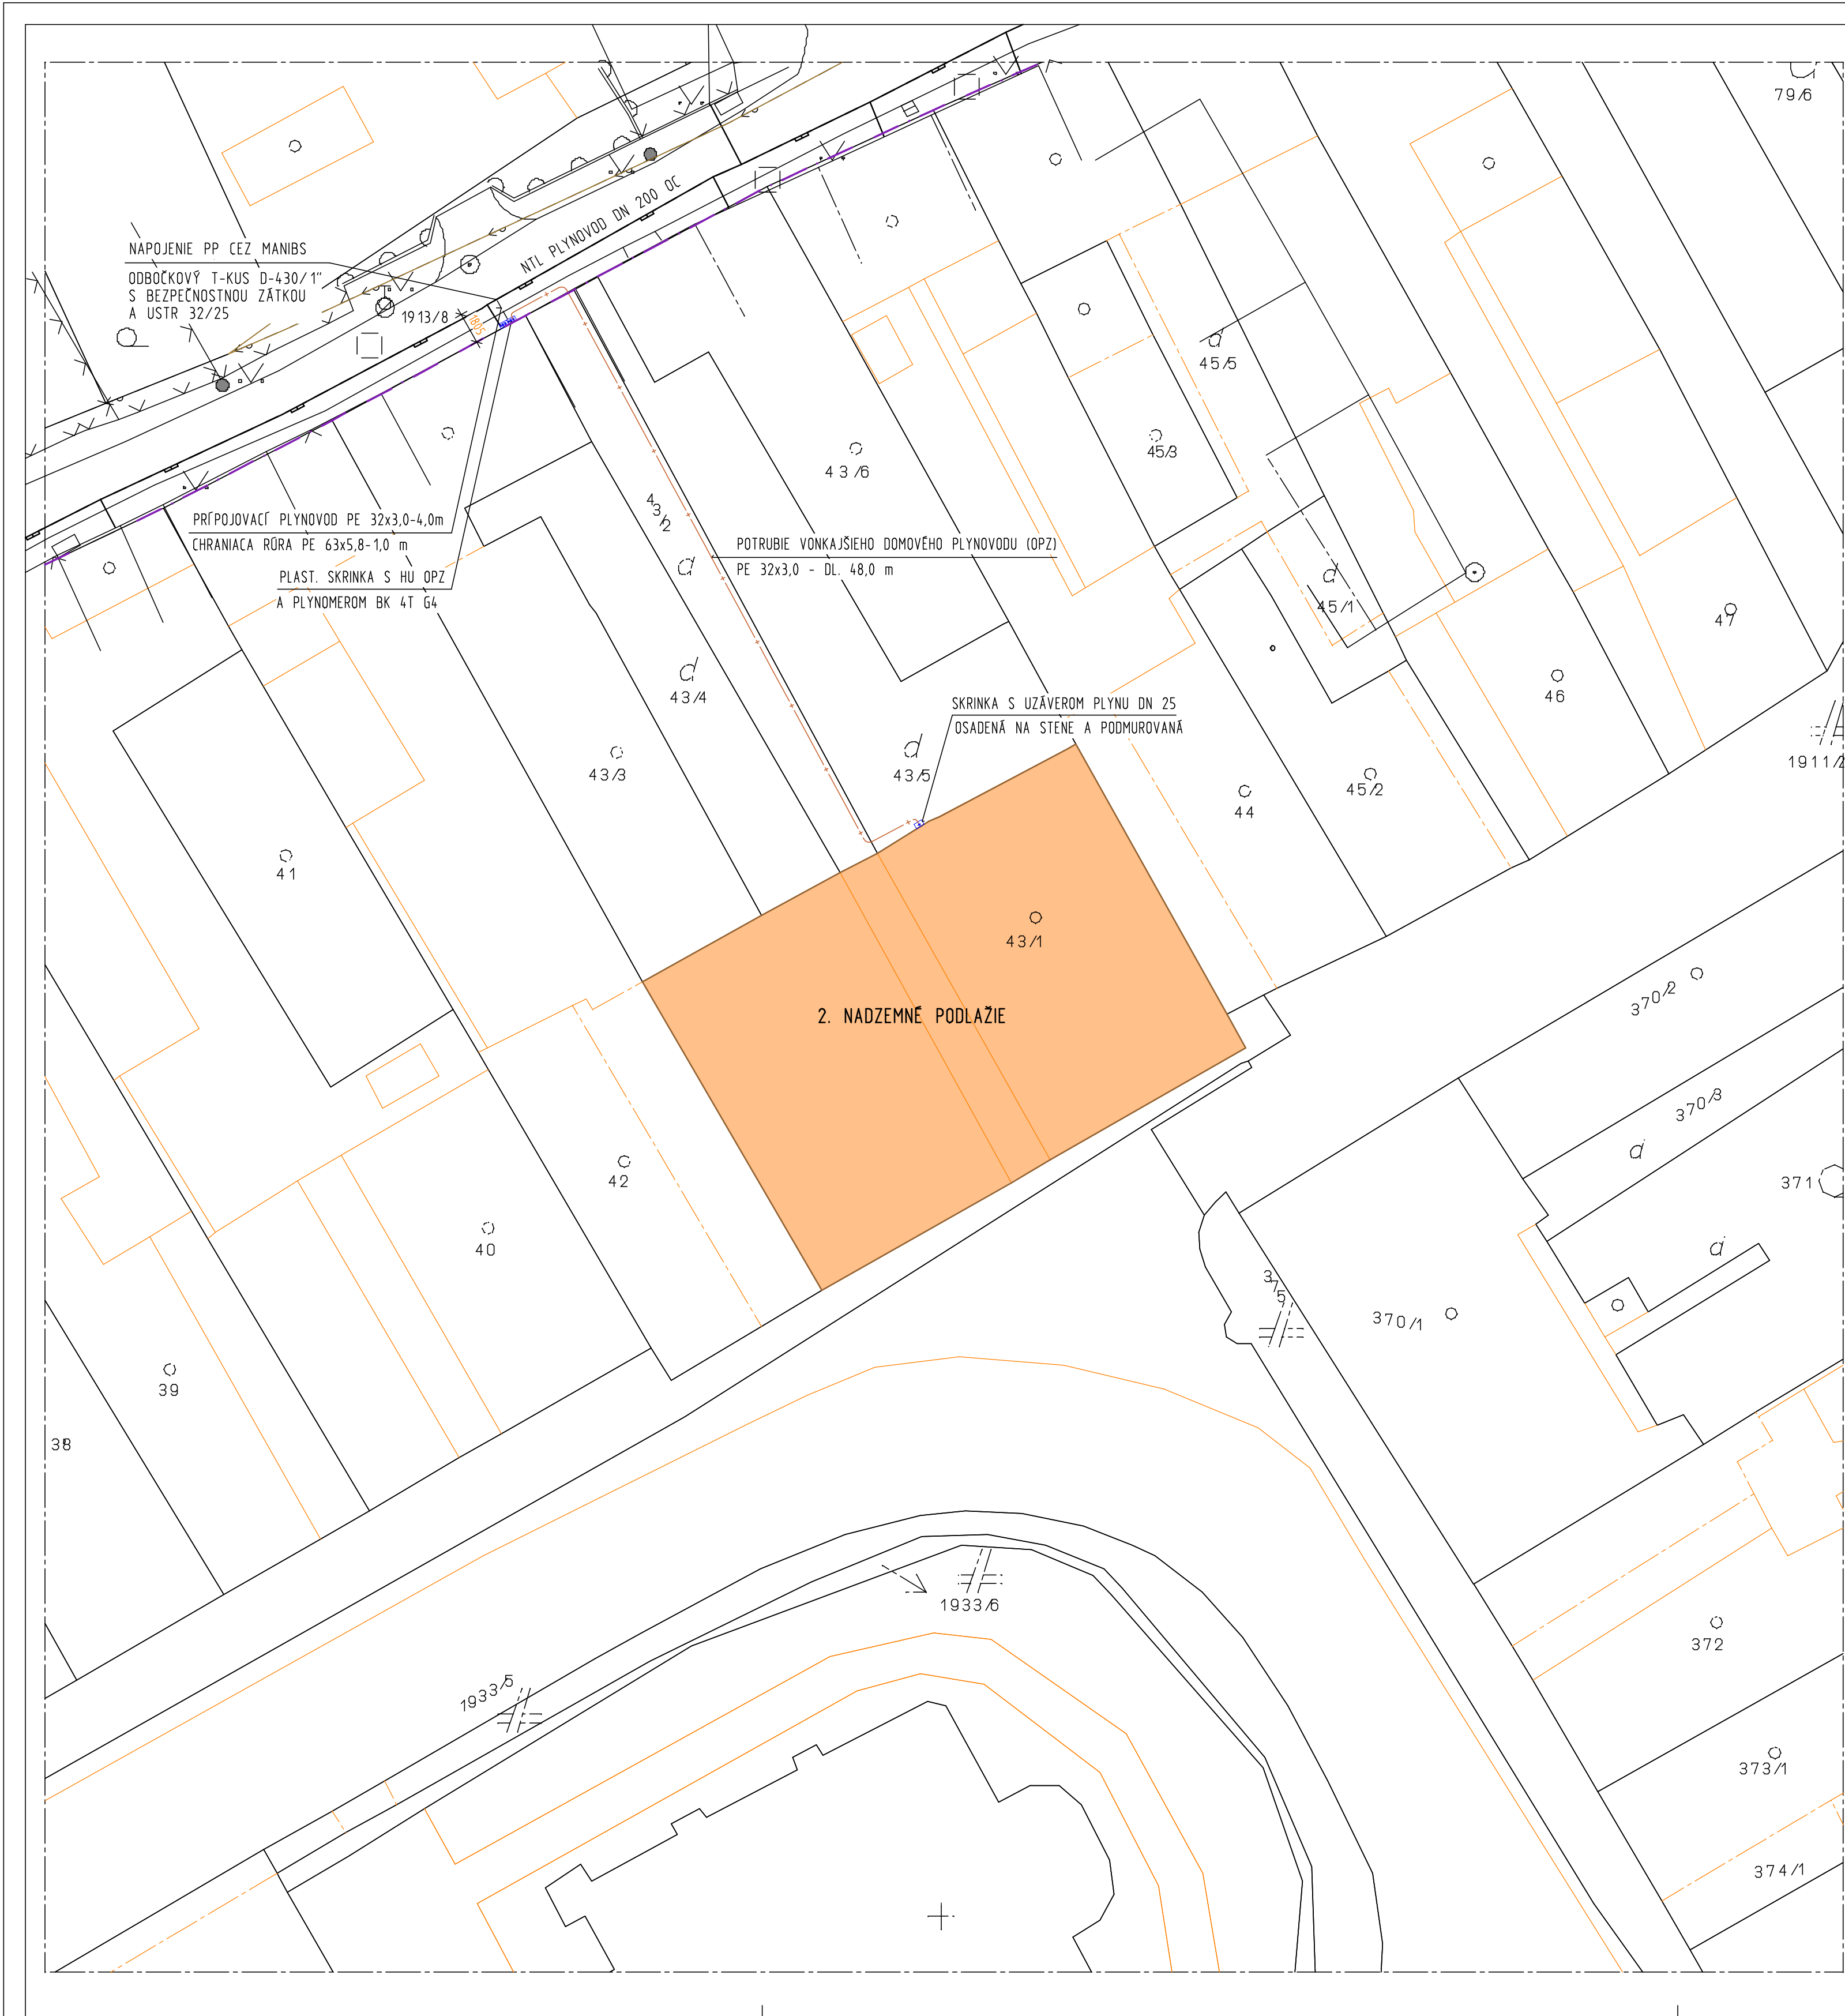 79/6
NAPOJENIE PP CEZ MANIBS
ODBOČKOVÝ T-KUS D-430/1"
S BEZPEČNOSTNOU ZÁTKOU
A USTR 32/25
NTL PLYNOVOD DN 200 OC
1913/8
1805
45/5
45/3
43/6
43/2
PRÍPOJOVACÍ PLYNOVOD PE 32x3,0-4,0m
CHRANIACA RÚRA PE 63x5,8-1,0 m
POTRUBIE VONKAJŠIEHO DOMOVÉHO PLYNOVODU (OPZ)
PE 32x3,0 - DL. 48,0 m
PLAST. SKRINKA S HU OPZ
A PLYNOMEROM BK 4T G4
45/1
47
43/4
46
SKRINKA S UZÁVEROM PLYNU DN 25
OSADENÁ NA STENE A PODMUROVANÁ
43/3
43/5
1911/2
45/2
44
41
43/1
370/2
2. NADZEMNÉ PODLAŽIE
370/3
42
371
40
375
370/1
39
38
1933/6
372
1933/5
373/1
374/1